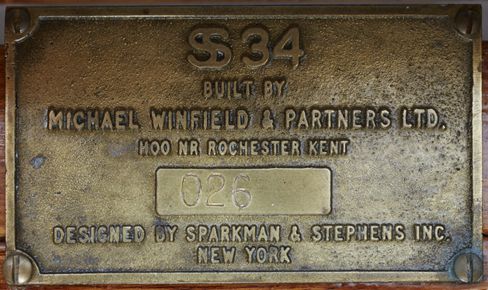 S&S 34
BUILT BY
MICHAEL WINFIELD & PARTNERS LTD.
HOO NR ROCHESTER KENT
026
DESIGNED BY SPARKMAN & STEPHENS INC.
NEW YORK